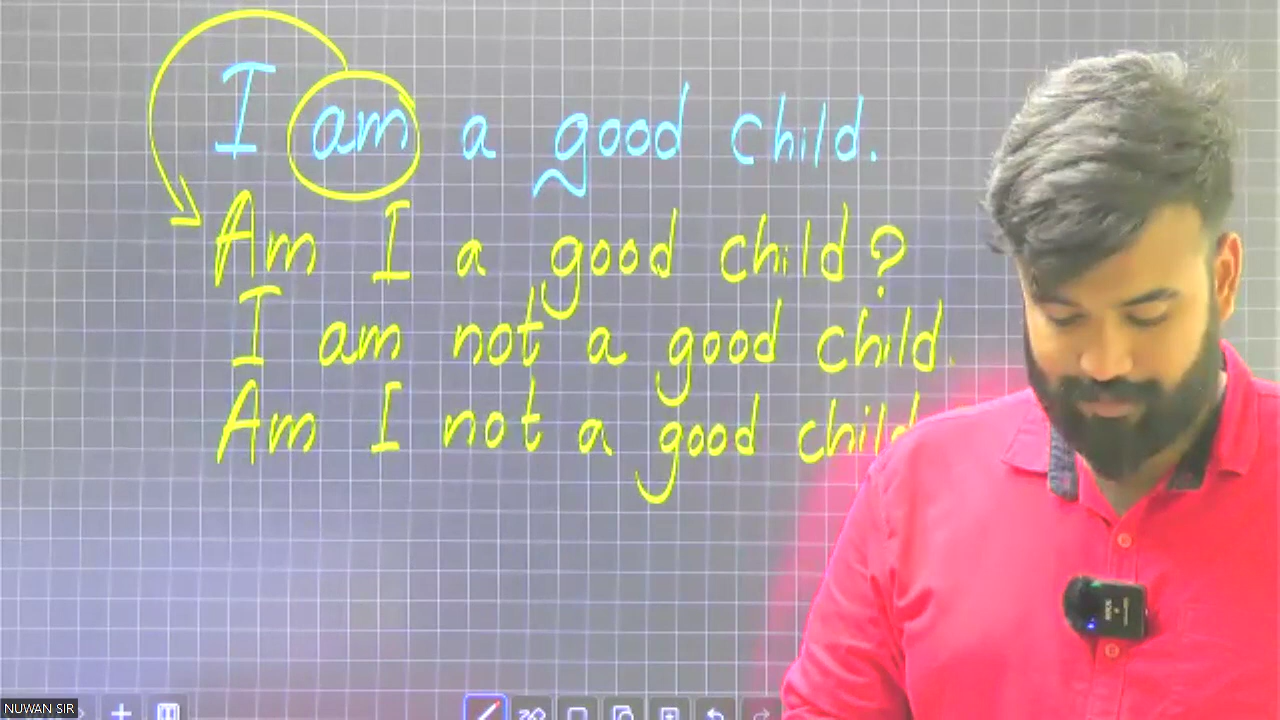 I am a good child.
Am I a good child?
I am not a good child.
Am I not a good child
NUWAN SIR